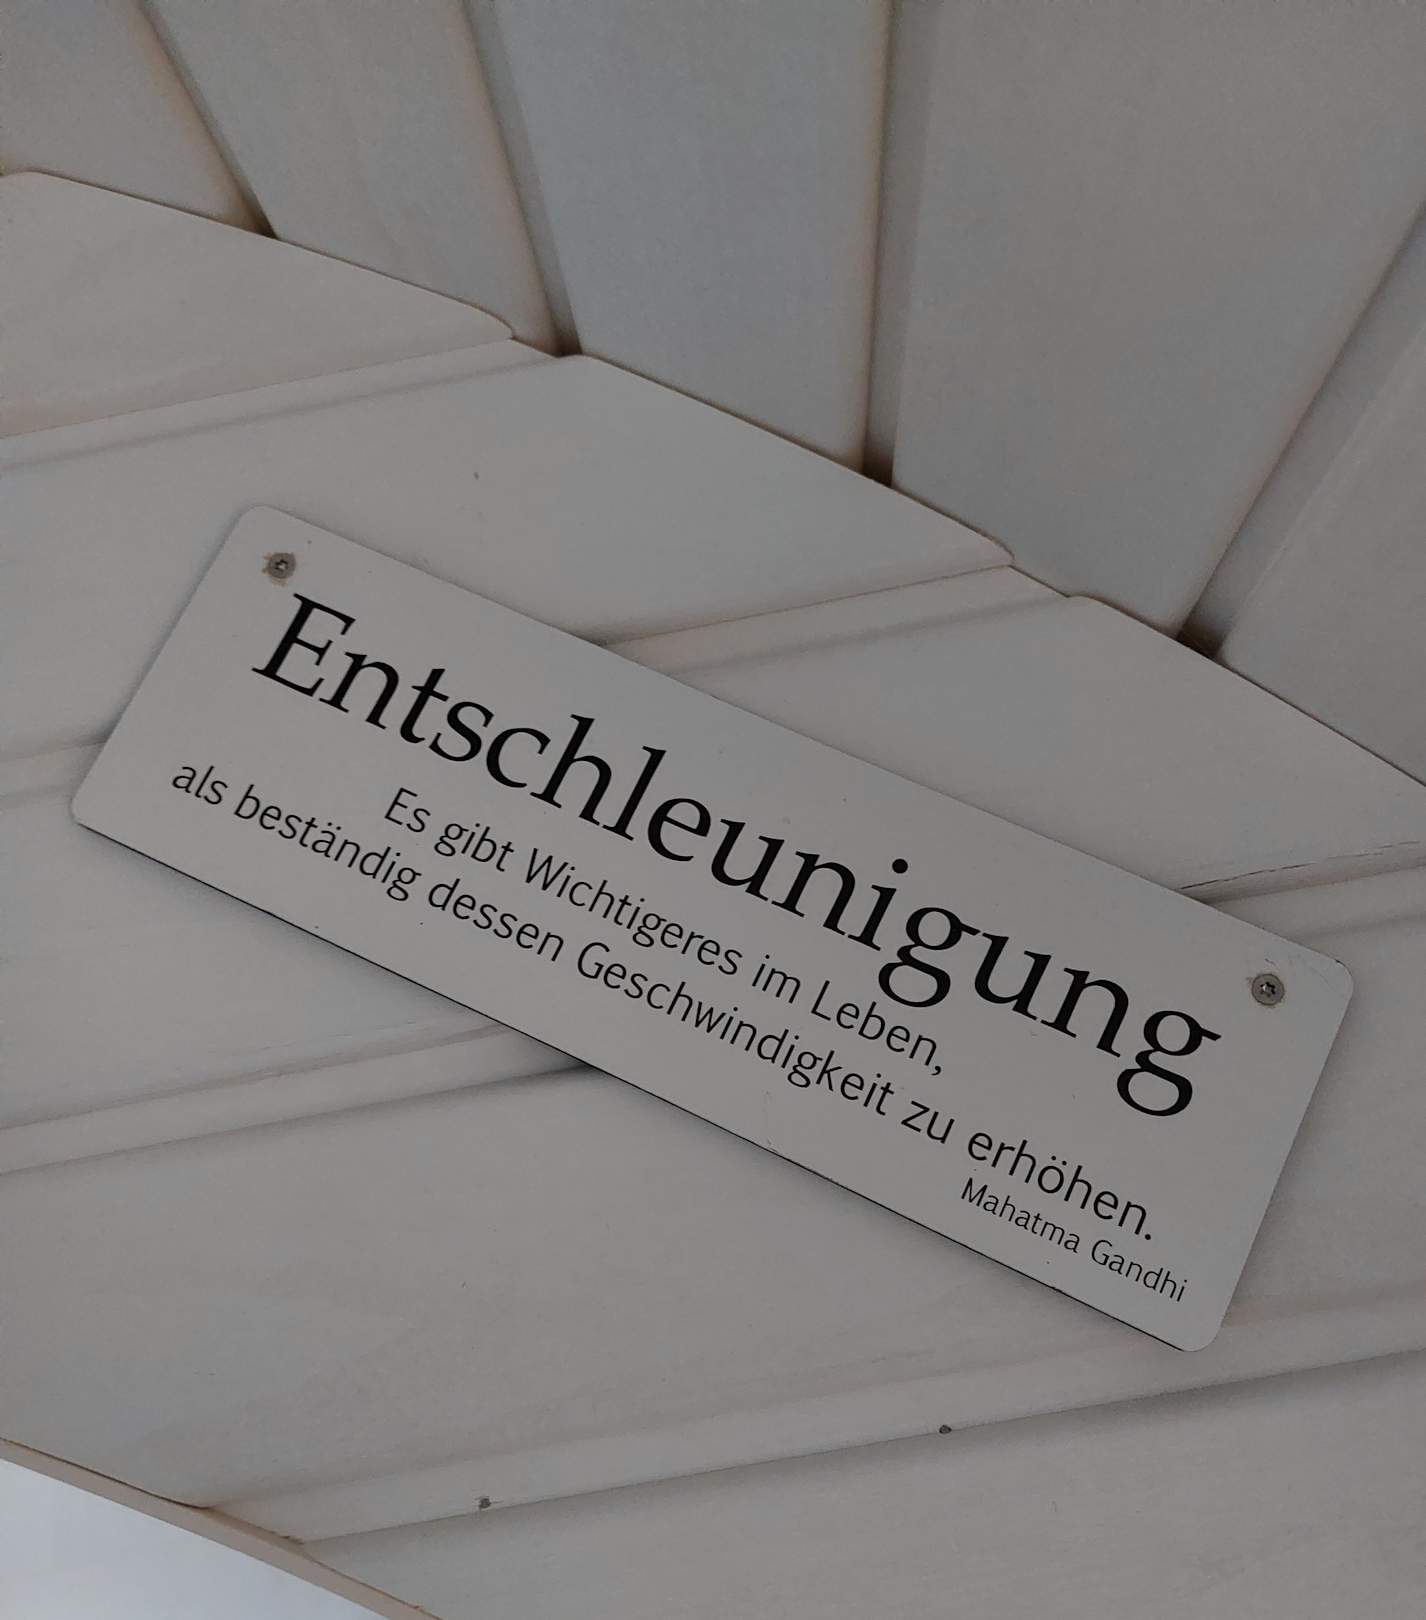 Entschleunigung
Es gibt Wichtigeres im Leben,
als beständig dessen Geschwindigkeit zu erhöhen.
Mahatma Gandhi